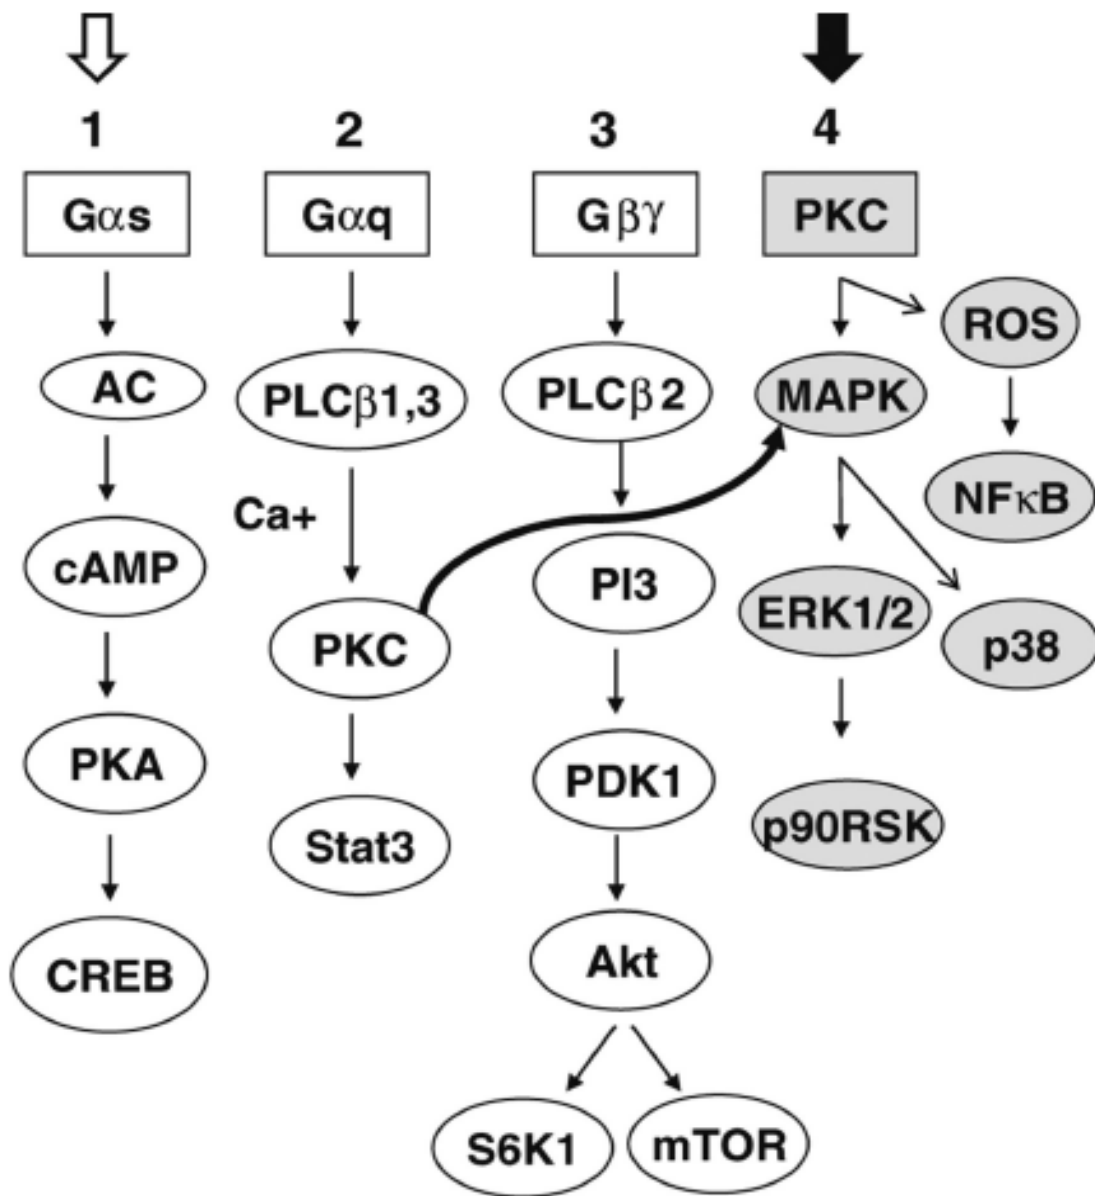 1
2
3
4
Gαs
Gαq
Gβγ
PKC
ROS
AC
PLCβ1,3
PLCβ2
MAPK
NFκB
Ca+
cAMP
PI3
ERK1/2
p38
PKC
PKA
PDK1
p90RSK
Stat3
CREB
Akt
S6K1
mTOR